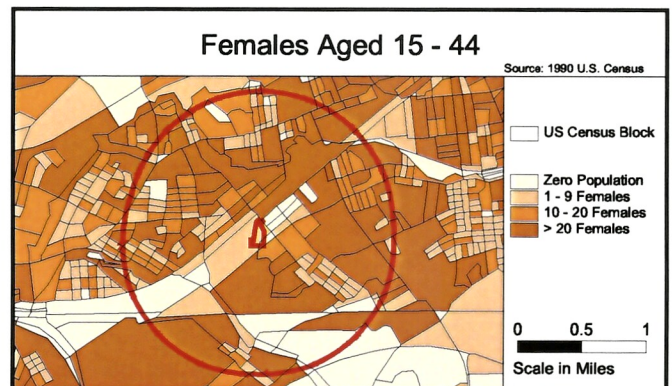 Females Aged 15 - 44
Source: 1990 U.S. Census
US Census Block
Zero Population
1 - 9 Females
10 - 20 Females
> 20 Females
0 0.5 1
Scale in Miles